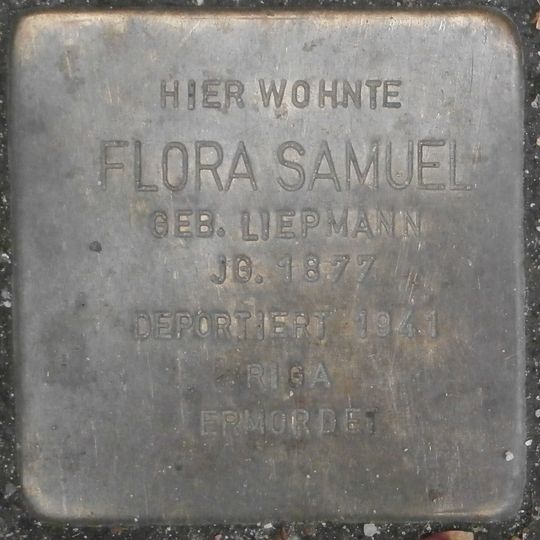 HIER WOHNTE
FLORA SAMUEL
GEB. LIEPMANN
JG. 1877
DEPORTIERT 1941
RIGA
ERMORDET